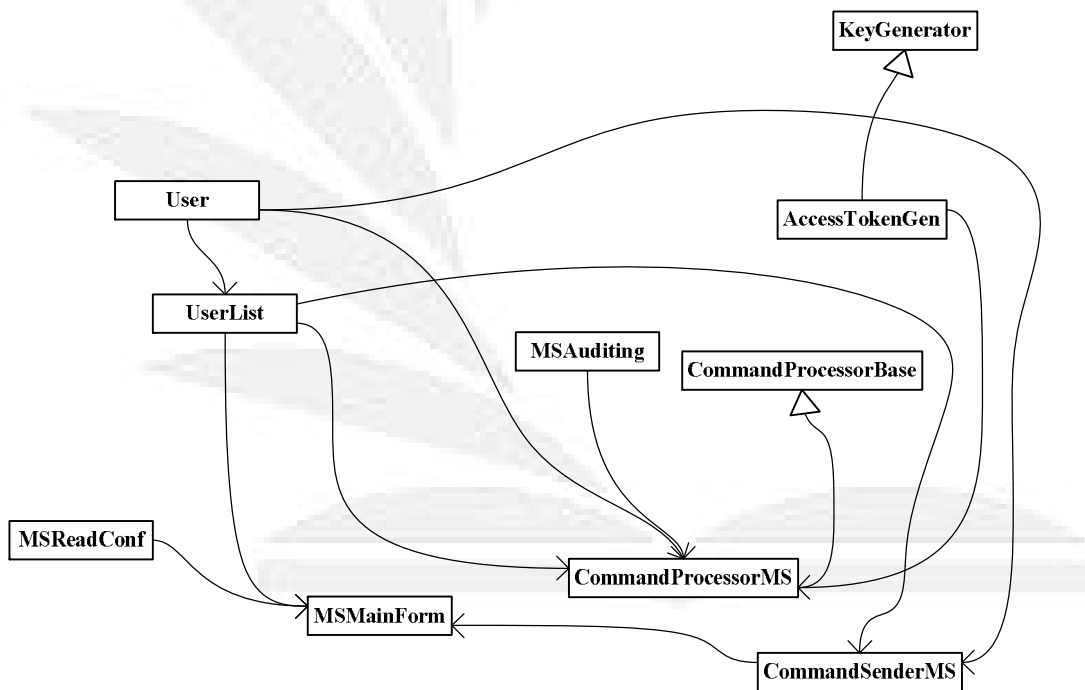 KeyGenerator
User
AccessTokenGen
UserList
MSAuditing
CommandProcessorBase
MSReadConf
CommandProcessorMS
MSMainForm
CommandSenderMS